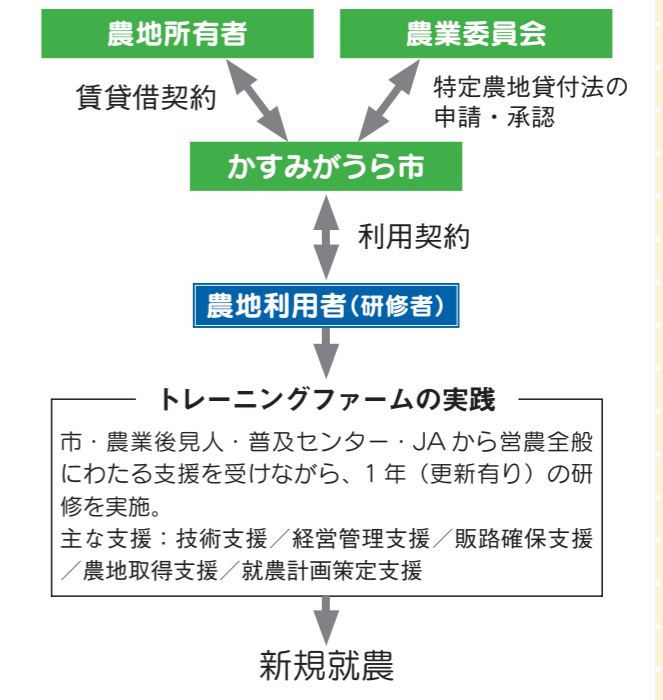 農地所有者
農業委員会
賃貸借契約
特定農地貸付法の
申請・承認
かすみがうら市
利用契約
農地利用者(研修者)
トレーニングファームの実践
市・農業後見人・普及センター・JAから営農全般
にわたる支援を受けながら、1年（更新有り）の研
修を実施。
主な支援：技術支援／経営管理支援／販路確保支援
／農地取得支援／就農計画策定支援
新規就農